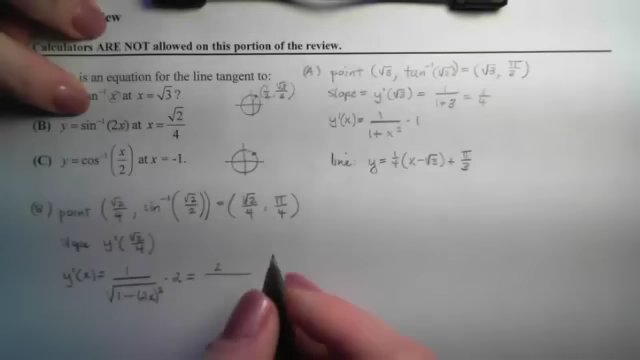 view
Calculators ARE NOT allowed on this portion of the review.
is an equation for the line tangent to:
an⁻¹ x at x = √3 ?
(B) y = sin⁻¹ (2x) at x = √2/4
(C) y = cos⁻¹ (x/2) at x = -1.
(A) point (√3, tan⁻¹(√3)) = (√3, π/3)
slope = y'(√3) = 1/(1+3) = 1/4
y'(x) = 1/(1+x²) · 1
line: y = 1/4 (x-√3) + π/3
(B) point (√2/4, sin⁻¹(√2/2)) = (√2/4, π/4)
slope y'(√2/4)
y'(x) = 1/√(1-(2x)²) · 2 = 2